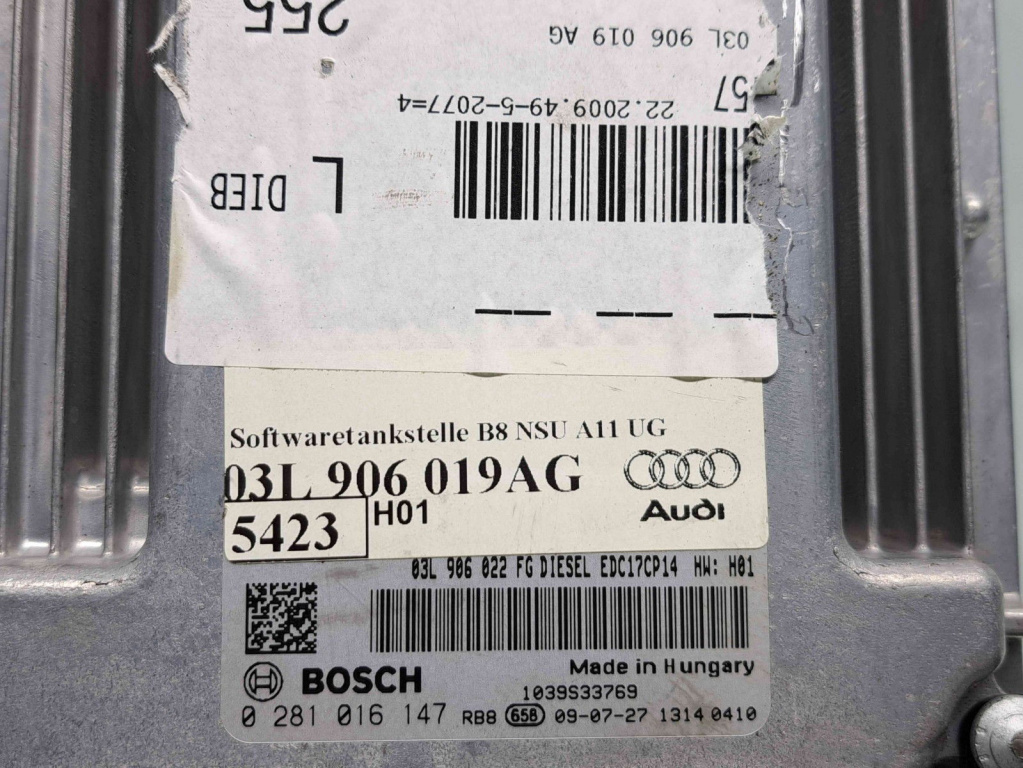 255
03L 906 019 AG
57
22.2009.49-5-2077=4
L DIEB
Softwaretankstelle B8 NSU A11 UG
03L 906 019AG
Audi
5423
H01
03L 906 022 FG DIESEL EDC17CP14 HW: H01
BOSCH
Made in Hungary
1039S33769
0 281 016 147 RB8 658 09-07-27 1314 0410